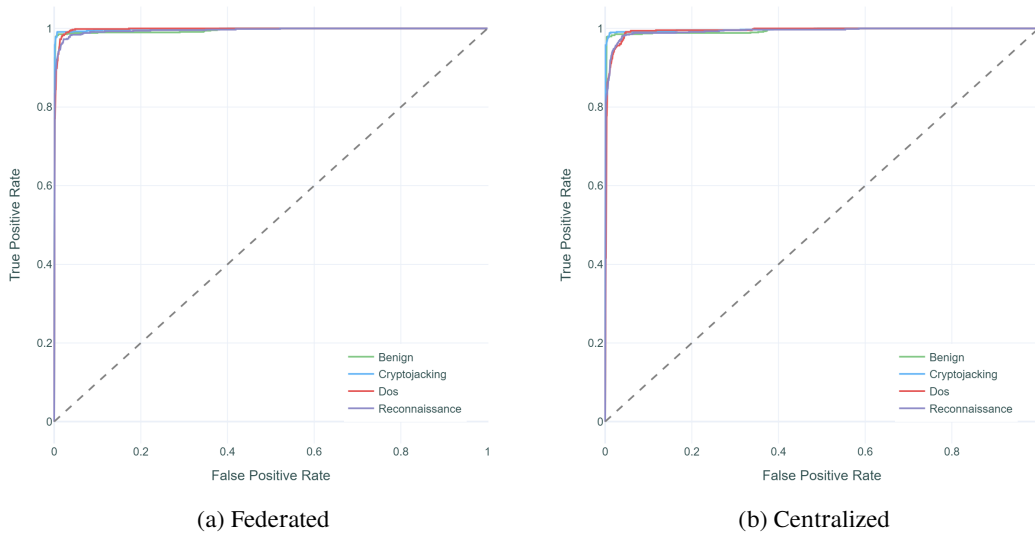 1
0.8
0.6
0.4
0.2
0
0
0.2
0.4
0.6
0.8
1
True Positive Rate
False Positive Rate
Benign
Cryptojacking
Dos
Reconnaissance
(a) Federated
1
0.8
0.6
0.4
0.2
0
0
0.2
0.4
0.6
0.8
True Positive Rate
False Positive Rate
Benign
Cryptojacking
Dos
Reconnaissance
(b) Centralized